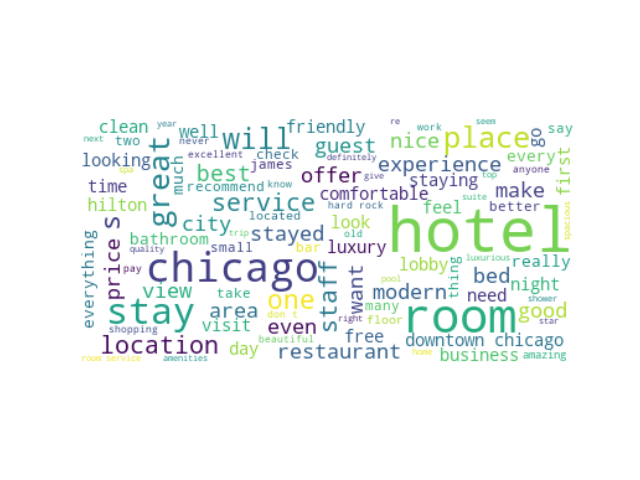 year
re
clean
well
will
friendly
work
seem
say
next
two
never
guest
nice
place
go
great
excellent
check
definitely
every
first
looking
much
best
james
offer
experience
anyone
time
recommend
know
give
staying
top
make
spa
hilton
service
comfortable
hard rock
suite
better
spacious
price
s
city
located
look
feel
hotel
everything
bathroom
trip
stayed
old
small
bar
luxury
lobby
thing
luxurious
really
quality
chicago
staff
want
bed
night
pay
view
take
one
modern
pool
need
shower
stay
area
don t
many
room
good
shopping
visit
even
right
floor
star
location
day
beautiful
free
downtown chicago
restaurant
home
business
amazing
room service
amenities